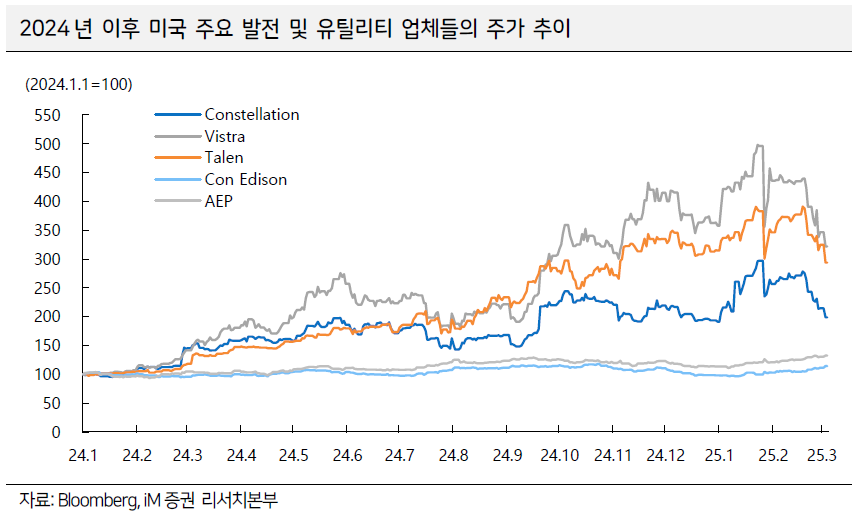 2024년 이후 미국 주요 발전 및 유틸리티 업체들의 주가 추이
(2024.1.1=100)
550
500
450
400
350
300
250
200
150
100
50
0
Constellation
Vistra
Talen
Con Edison
AEP
24.1 24.2 24.3 24.4 24.5 24.6 24.7 24.8 24.9 24.10 24.11 24.12 25.1 25.2 25.3
자료: Bloomberg, iM증권 리서치본부